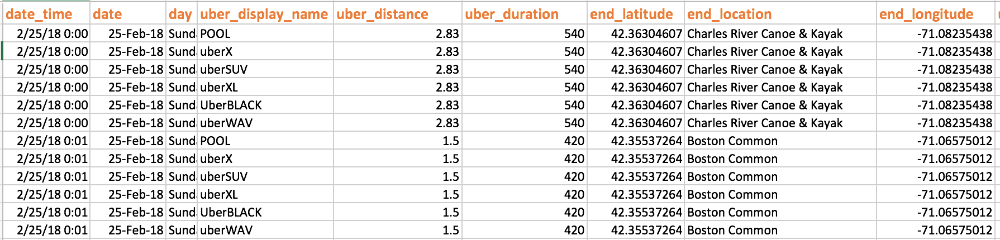 date_time date day uber_display_name uber_distance uber_duration end_latitude end_location end_longitude
2/25/18 0:00 25-Feb-18 Sund POOL 2.83 540 42.36304607 Charles River Canoe & Kayak -71.08235438
2/25/18 0:00 25-Feb-18 Sund uberX 2.83 540 42.36304607 Charles River Canoe & Kayak -71.08235438
2/25/18 0:00 25-Feb-18 Sund uberSUV 2.83 540 42.36304607 Charles River Canoe & Kayak -71.08235438
2/25/18 0:00 25-Feb-18 Sund uberXL 2.83 540 42.36304607 Charles River Canoe & Kayak -71.08235438
2/25/18 0:00 25-Feb-18 Sund UberBLACK 2.83 540 42.36304607 Charles River Canoe & Kayak -71.08235438
2/25/18 0:00 25-Feb-18 Sund uberWAV 2.83 540 42.36304607 Charles River Canoe & Kayak -71.08235438
2/25/18 0:01 25-Feb-18 Sund POOL 1.5 420 42.35537264 Boston Common -71.06575012
2/25/18 0:01 25-Feb-18 Sund uberX 1.5 420 42.35537264 Boston Common -71.06575012
2/25/18 0:01 25-Feb-18 Sund uberSUV 1.5 420 42.35537264 Boston Common -71.06575012
2/25/18 0:01 25-Feb-18 Sund uberXL 1.5 420 42.35537264 Boston Common -71.06575012
2/25/18 0:01 25-Feb-18 Sund UberBLACK 1.5 420 42.35537264 Boston Common -71.06575012
2/25/18 0:01 25-Feb-18 Sund uberWAV 1.5 420 42.35537264 Boston Common -71.06575012